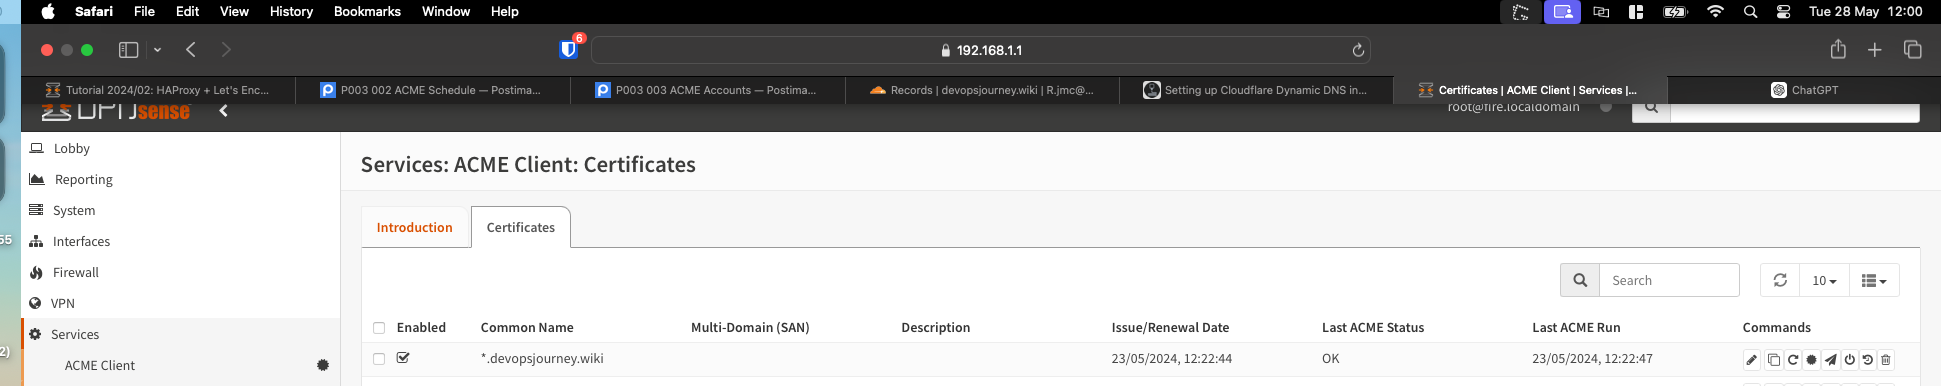 Safari File Edit View History Bookmarks Window Help Tue 28 May 12:00
6 192.168.1.1
Tutorial 2024/02: HAProxy + Let's Enc... P003 002 ACME Schedule — Postima... P003 003 ACME Accounts — Postima... Records | devopsjourney.wiki | R.jmc@... Setting up Cloudflare Dynamic DNS in... Certificates | ACME Client | Services |... ChatGPT
OPNsense root@fire.localdomain
Lobby
Reporting
System
55
Interfaces
Firewall
VPN
Services
2)
ACME Client
Services: ACME Client: Certificates
Introduction Certificates
Search 10
Enabled Common Name Multi-Domain (SAN) Description Issue/Renewal Date Last ACME Status Last ACME Run Commands
*.devopsjourney.wiki 23/05/2024, 12:22:44 OK 23/05/2024, 12:22:47